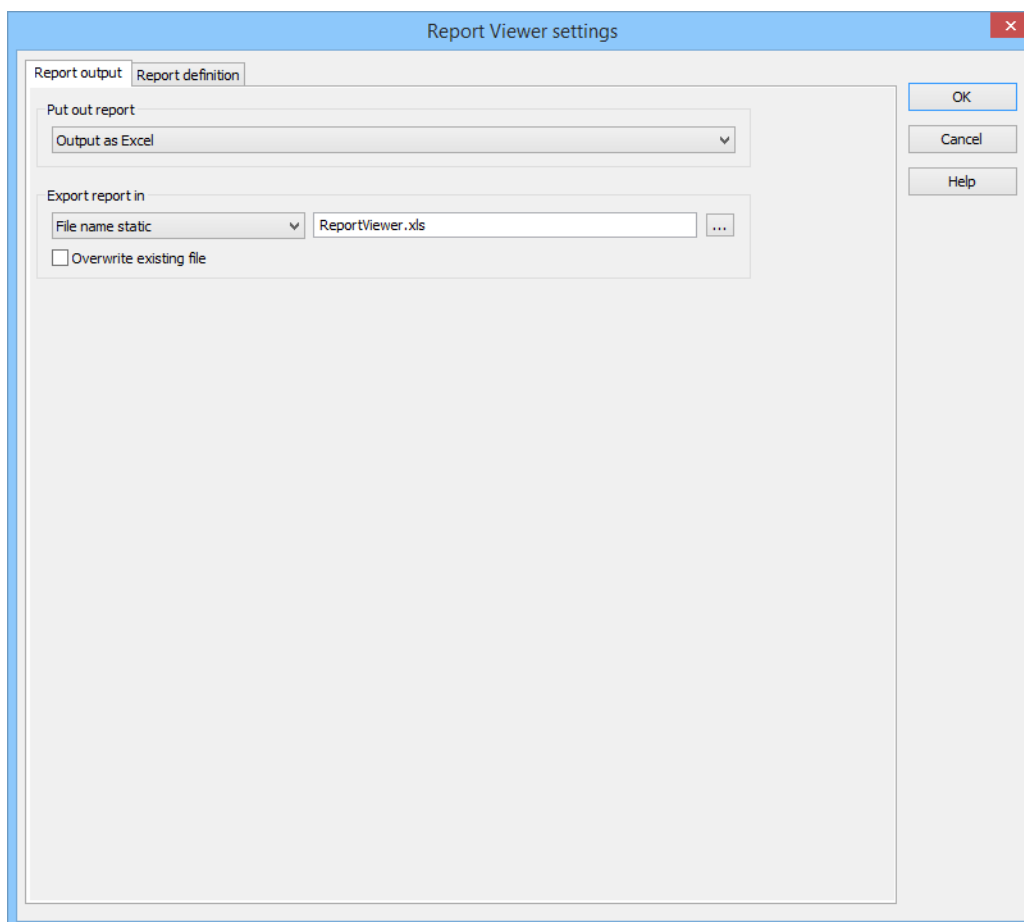 Report Viewer settings
Report output
Report definition
Put out report
Output as Excel
Export report in
File name static
ReportViewer.xls
...
Overwrite existing file
OK
Cancel
Help